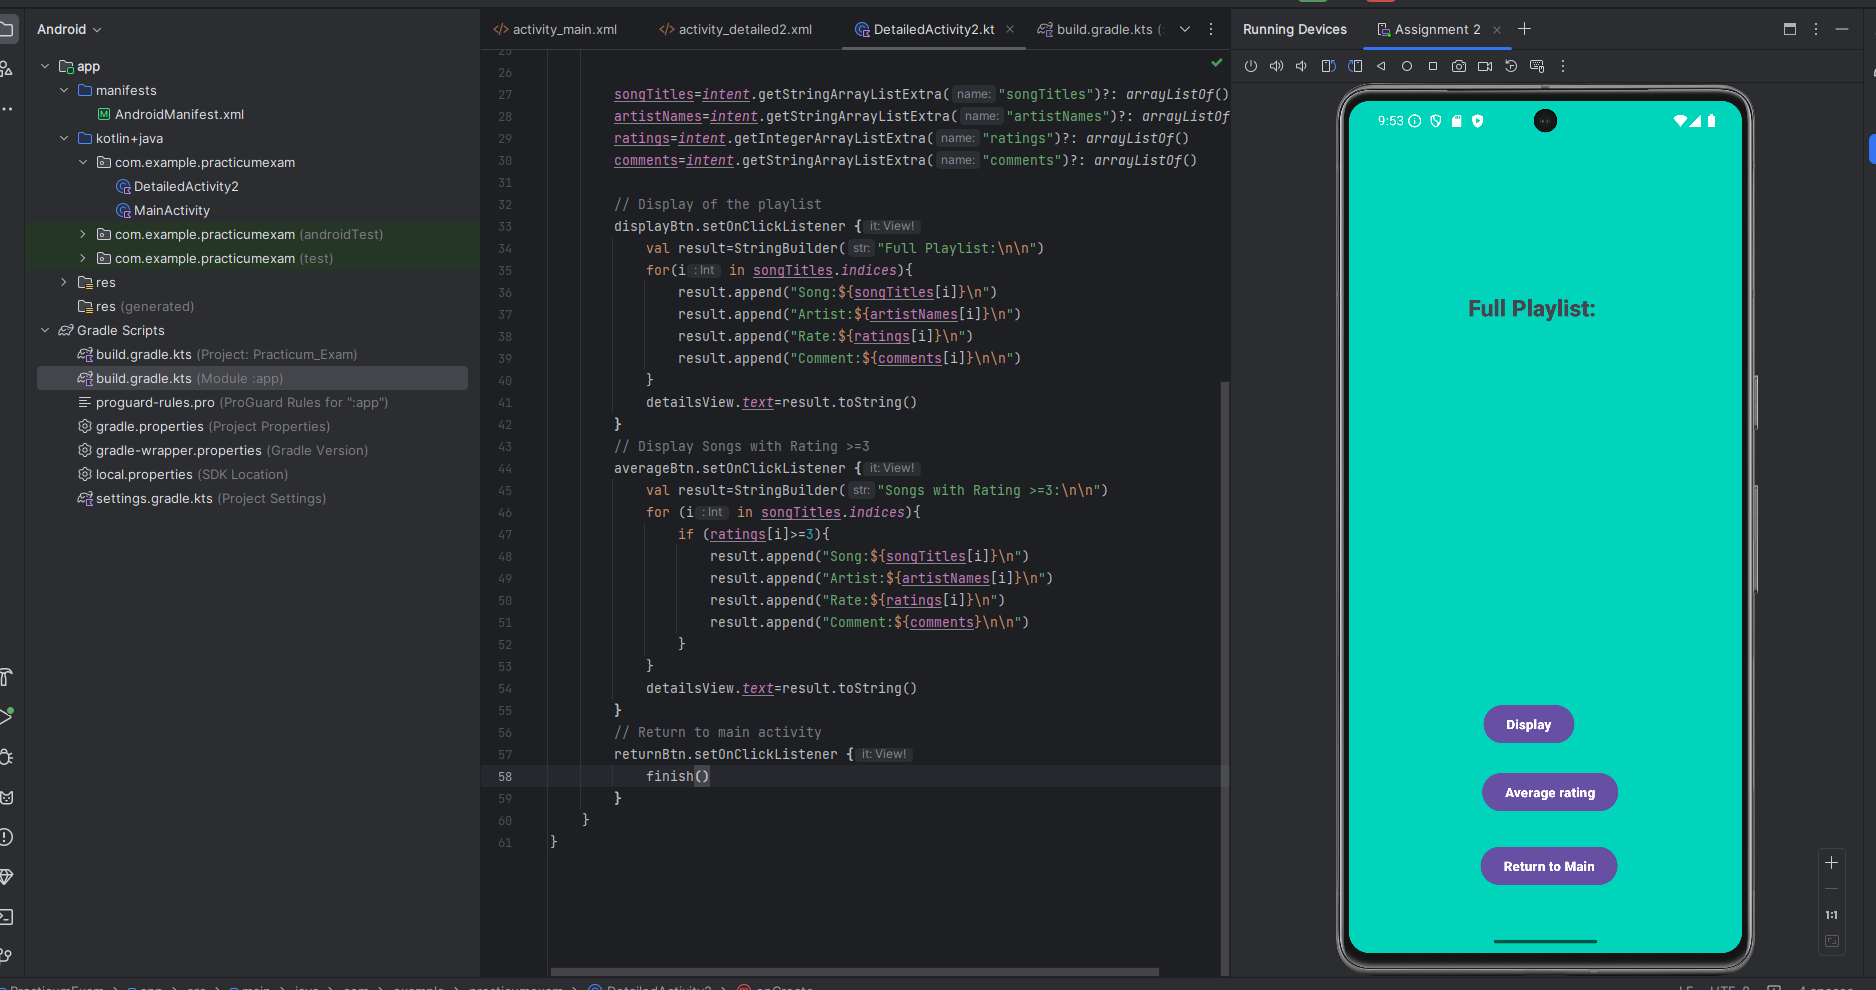 Android
activity_main.xml
activity_detailed2.xml
DetailedActivity2.kt
build.gradle.kts (
Running Devices
Assignment 2
app
manifests
AndroidManifest.xml
kotlin+java
com.example.practicumexam
DetailedActivity2
MainActivity
com.example.practicumexam (androidTest)
com.example.practicumexam (test)
res
res (generated)
Gradle Scripts
build.gradle.kts (Project: Practicum_Exam)
build.gradle.kts (Module :app)
proguard-rules.pro (ProGuard Rules for ":app")
gradle.properties (Project Properties)
gradle-wrapper.properties (Gradle Version)
local.properties (SDK Location)
settings.gradle.kts (Project Settings)
25
26
27 songTitles=intent.getStringArrayListExtra( name: "songTitles")?: arrayListOf()
28 artistNames=intent.getStringArrayListExtra( name: "artistNames")?: arrayListOf
29 ratings=intent.getIntegerArrayListExtra( name: "ratings")?: arrayListOf()
30 comments=intent.getStringArrayListExtra( name: "comments")?: arrayListOf()
31
32 // Display of the playlist
33 displayBtn.setOnClickListener { it: View!
34 val result=StringBuilder( str: "Full Playlist:\n\n")
35 for(i : Int in songTitles.indices){
36 result.append("Song:${songTitles[i]}\n")
37 result.append("Artist:${artistNames[i]}\n")
38 result.append("Rate:${ratings[i]}\n")
39 result.append("Comment:${comments[i]}\n\n")
40 }
41 detailsView.text=result.toString()
42 }
43 // Display Songs with Rating >=3
44 averageBtn.setOnClickListener { it: View!
45 val result=StringBuilder( str: "Songs with Rating >=3:\n\n")
46 for (i : Int in songTitles.indices){
47 if (ratings[i]>=3){
48 result.append("Song:${songTitles[i]}\n")
49 result.append("Artist:${artistNames[i]}\n")
50 result.append("Rate:${ratings[i]}\n")
51 result.append("Comment:${comments}\n\n")
52 }
53 }
54 detailsView.text=result.toString()
55 }
56 // Return to main activity
57 returnBtn.setOnClickListener { it: View!
58 finish()
59 }
60 }
61 }
9:53
Full Playlist:
Display
Average rating
Return to Main
1:1